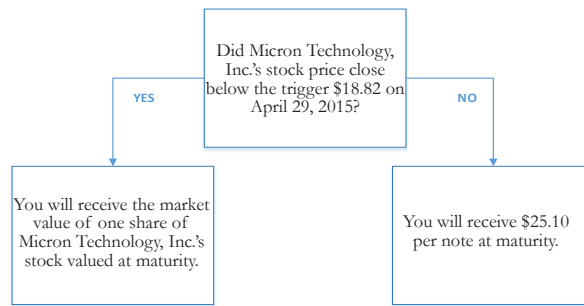 Did Micron Technology,
Inc.'s stock price close
below the trigger $18.82 on
April 29, 2015?
YES
NO
You will receive the market
value of one share of
Micron Technology, Inc.'s
stock valued at maturity.
You will receive $25.10
per note at maturity.